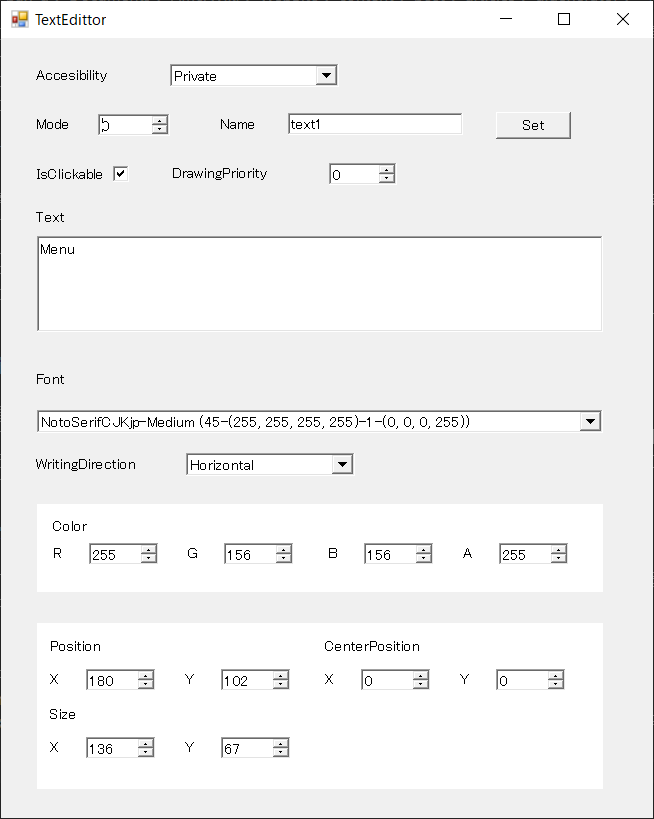 TextEdittor
Accesibility Private
Mode 0 Name text1 Set
IsClickable DrawingPriority 0
Text
Menu
Font
NotoSerifCJKjp-Medium (45-(255, 255, 255, 255)-1-(0, 0, 0, 255))
WritingDirection Horizontal
Color
R 255 G 156 B 156 A 255
Position CenterPosition
X 180 Y 102 X 0 Y 0
Size
X 136 Y 67